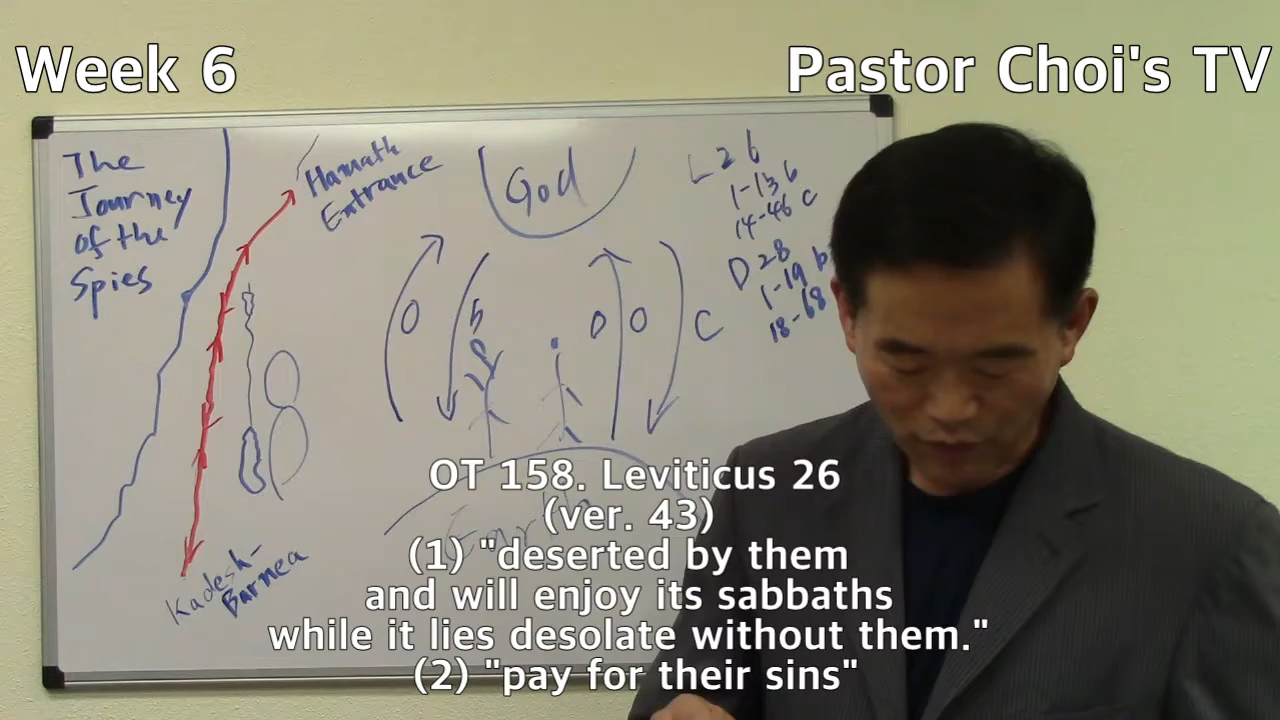 Week 6
Pastor Choi's TV
The
Journey
of the
Spies
Hamath
Entrance
God
L 26
1-13 b
14-46 C
D 28
1-19 b
18-68
O
b
D
O
C
Kadesh-
Barnea
OT 158. Leviticus 26
(ver. 43)
(1) "deserted by them
and will enjoy its sabbaths
while it lies desolate without them."
(2) "pay for their sins"